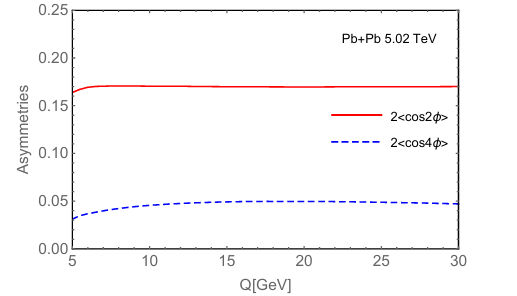 0.25
Pb+Pb 5.02 TeV
0.20
0.15
2<cos2ϕ>
2<cos4ϕ>
0.10
0.05
0.00
5 10 15 20 25 30
Asymmetries
Q[GeV]